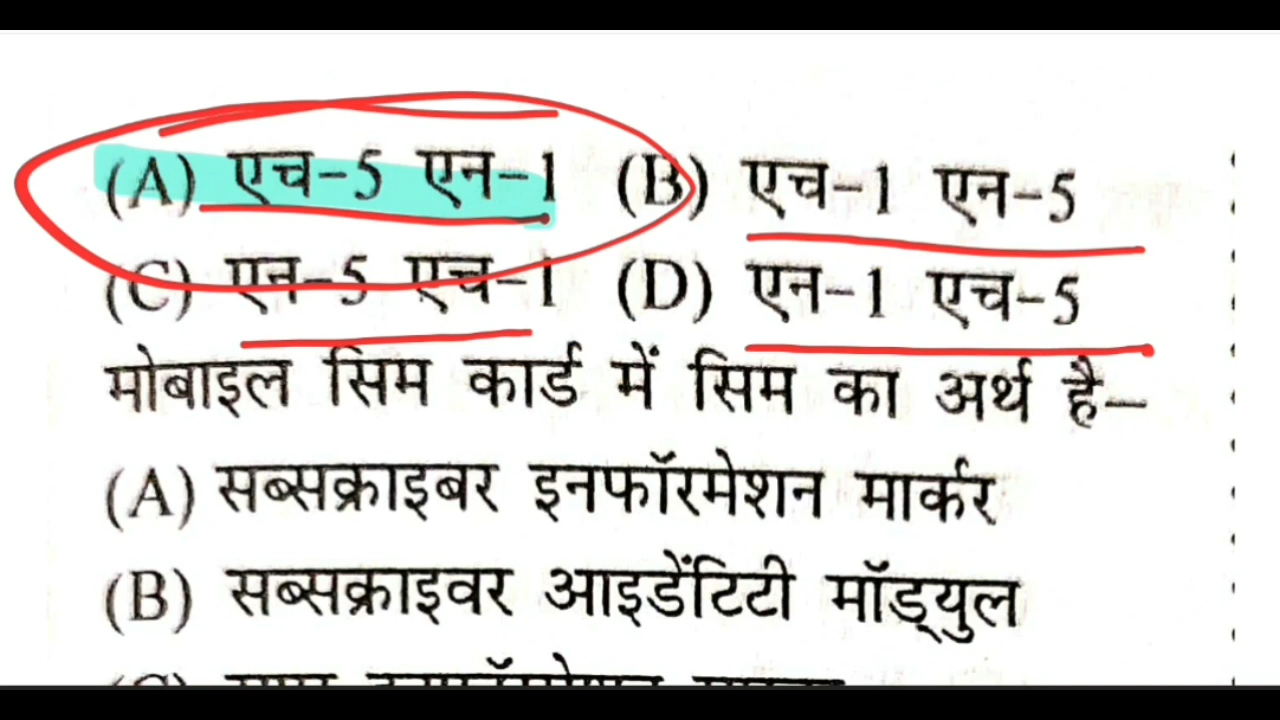 (A) एच-5 एन-1 (B) एच-1 एन-5
(C) एन-5 एच-1 (D) एन-1 एच-5
मोबाइल सिम कार्ड में सिम का अर्थ है–
(A) सब्सक्राइबर इनफॉरमेशन मार्कर
(B) सब्सक्राइवर आइडेंटिटी मॉड्युल
(C)